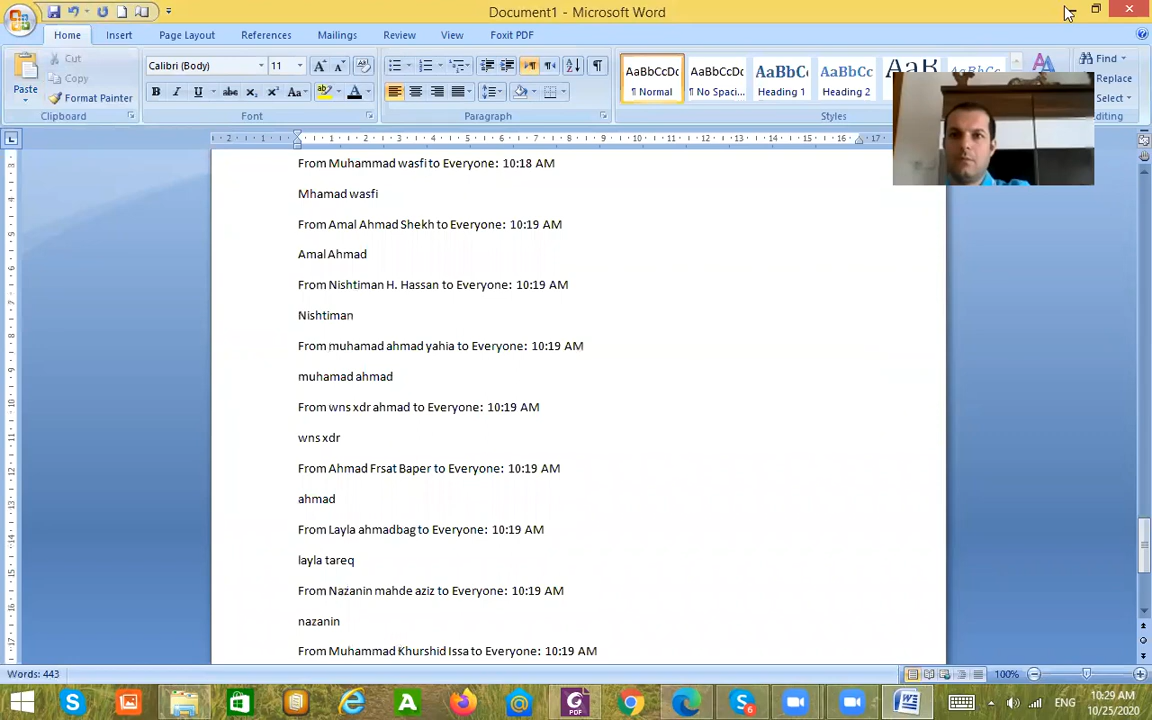 Document1 - Microsoft Word
Home Insert Page Layout References Mailings Review View Foxit PDF
Paste
Cut
Copy
Format Painter
Clipboard
Calibri (Body) 11
Font
Paragraph
AaBbCcDc AaBbCcDc AaBbC AaBbCc
¶ Normal ¶ No Spaci... Heading 1 Heading 2
Styles
Find
Replace
Select
From Muhammad wasfi to Everyone: 10:18 AM
Mhamad wasfi
From Amal Ahmad Shekh to Everyone: 10:19 AM
Amal Ahmad
From Nishtiman H. Hassan to Everyone: 10:19 AM
Nishtiman
From muhamad ahmad yahia to Everyone: 10:19 AM
muhamad ahmad
From wns xdr ahmad to Everyone: 10:19 AM
wns xdr
From Ahmad Frsat Baper to Everyone: 10:19 AM
ahmad
From Layla ahmadbag to Everyone: 10:19 AM
layla tareq
From Nazanin mahde aziz to Everyone: 10:19 AM
nazanin
From Muhammad Khurshid Issa to Everyone: 10:19 AM
Words: 443
100%
ENG
10:29 AM
10/25/2020